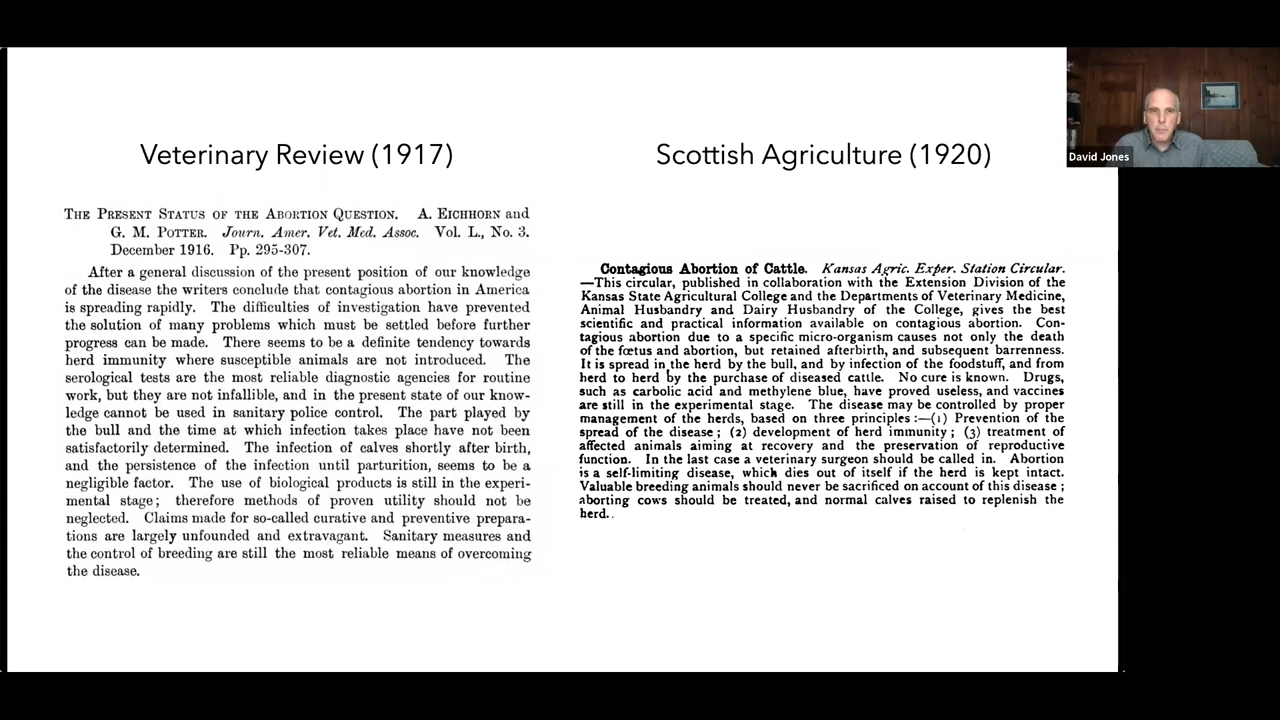 Veterinary Review (1917)
THE PRESENT STATUS OF THE ABORTION QUESTION. A. EICHHORN and
G. M. POTTER. Journ. Amer. Vet. Med. Assoc. Vol. L., No. 3.
December 1916. Pp. 295-307.
After a general discussion of the present position of our knowledge
of the disease the writers conclude that contagious abortion in America
is spreading rapidly. The difficulties of investigation have prevented
the solution of many problems which must be settled before further
progress can be made. There seems to be a definite tendency towards
herd immunity where susceptible animals are not introduced. The
serological tests are the most reliable diagnostic agencies for routine
work, but they are not infallible, and in the present state of our know-
ledge cannot be used in sanitary police control. The part played by
the bull and the time at which infection takes place have not been
satisfactorily determined. The infection of calves shortly after birth,
and the persistence of the infection until parturition, seems to be a
negligible factor. The use of biological products is still in the experi-
mental stage; therefore methods of proven utility should not be
neglected. Claims made for so-called curative and preventive prepara-
tions are largely unfounded and extravagant. Sanitary measures and
the control of breeding are still the most reliable means of overcoming
the disease.
Scottish Agriculture (1920)
Contagious Abortion of Cattle. Kansas Agric. Exper. Station Circular.
—This circular, published in collaboration with the Extension Division of the
Kansas State Agricultural College and the Departments of Veterinary Medicine,
Animal Husbandry and Dairy Husbandry of the College, gives the best
scientific and practical information available on contagious abortion. Con-
tagious abortion due to a specific micro-organism causes not only the death
of the fœtus and abortion, but retained afterbirth, and subsequent barrenness.
It is spread in the herd by the bull, and by infection of the foodstuff, and from
herd to herd by the purchase of diseased cattle. No cure is known. Drugs,
such as carbolic acid and methylene blue, have proved useless, and vaccines
are still in the experimental stage. The disease may be controlled by proper
management of the herds, based on three principles :—(1) Prevention of the
spread of the disease; (2) development of herd immunity; (3) treatment of
affected animals aiming at recovery and the preservation of reproductive
function. In the last case a veterinary surgeon should be called in. Abortion
is a self-limiting disease, which dies out of itself if the herd is kept intact.
Valuable breeding animals should never be sacrificed on account of this disease;
aborting cows should be treated, and normal calves raised to replenish the
herd..
David Jones